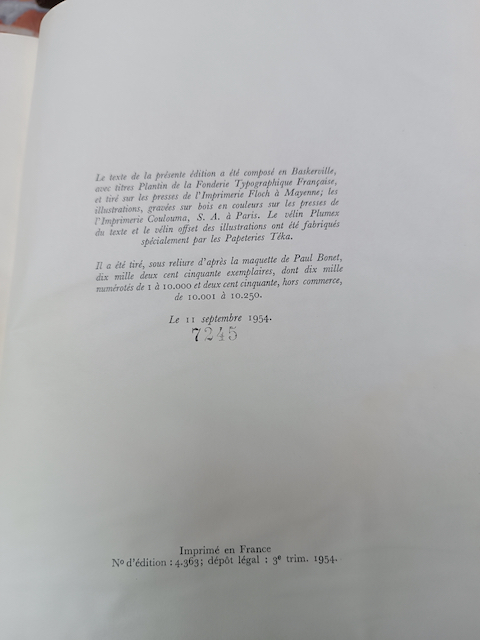 Le texte de la présente édition a été composé en Baskerville,
avec titres Plantin de la Fonderie Typographique Française,
et tiré sur les presses de l'Imprimerie Floch à Mayenne; les
illustrations, gravées sur bois en couleurs sur les presses de
l'Imprimerie Coulouma, S. A. à Paris. Le vélin Plumex
du texte et le vélin offset des illustrations ont été fabriqués
spécialement par les Papeteries Téka.
Il a été tiré, sous reliure d'après la maquette de Paul Bonet,
dix mille deux cent cinquante exemplaires, dont dix mille
numérotés de 1 à 10.000 et deux cent cinquante, hors commerce,
de 10.001 à 10.250.
Le 11 septembre 1954.
7245
Imprimé en France
Nº d'édition : 4.363; dépôt légal : 3e trim. 1954.